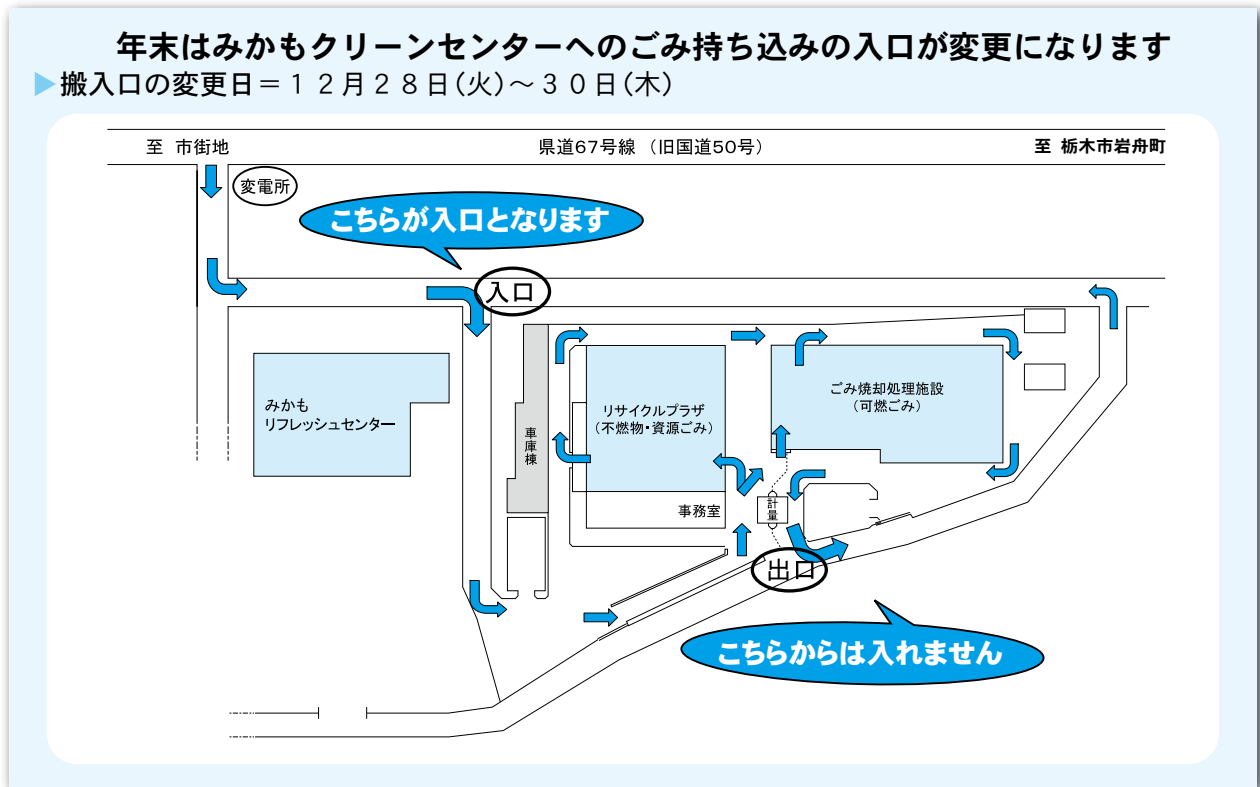 年末はみかもクリーンセンターへのごみ持ち込みの入口が変更になります
▶搬入口の変更日＝１２月２８日(火)～３０日(木)
至 市街地
県道67号線 （旧国道50号）
至 栃木市岩舟町
変電所
こちらが入口となります
入口
みかも
リフレッシュセンター
車庫棟
リサイクルプラザ
（不燃物・資源ごみ）
ごみ焼却処理施設
（可燃ごみ）
事務室
計量
出口
こちらからは入れません